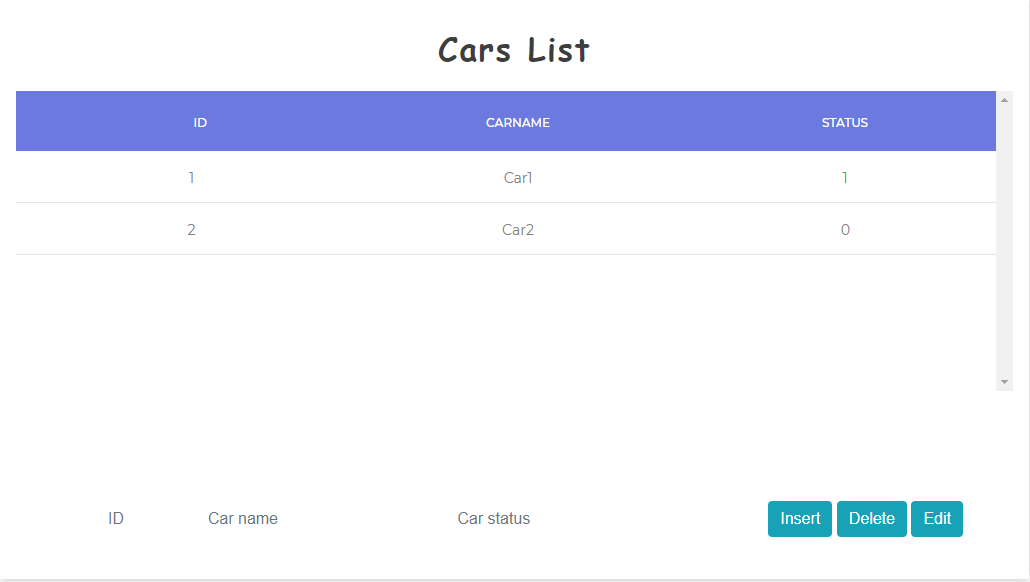 Cars List
ID CARNAME STATUS
1 Car1 1
2 Car2 0
ID Car name Car status Insert Delete Edit